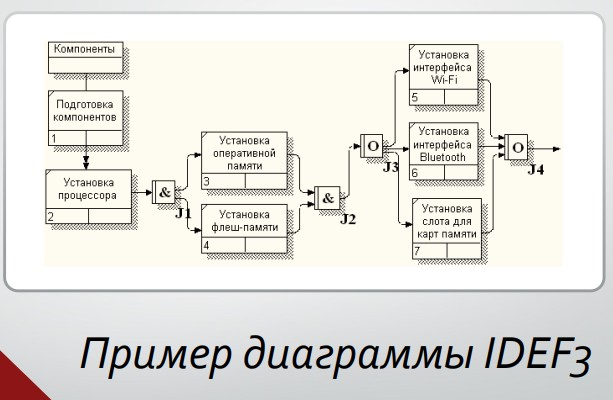 Компоненты
Подготовка
компонентов
1
Установка
процессора
2
&
J1
Установка
оперативной
памяти
3
Установка
флеш-памяти
4
&
J2
O
J3
Установка
интерфейса
Wi-Fi
5
Установка
интерфейса
Bluetooth
6
Установка
слота для
карт памяти
7
O
J4
Пример диаграммы IDEF3